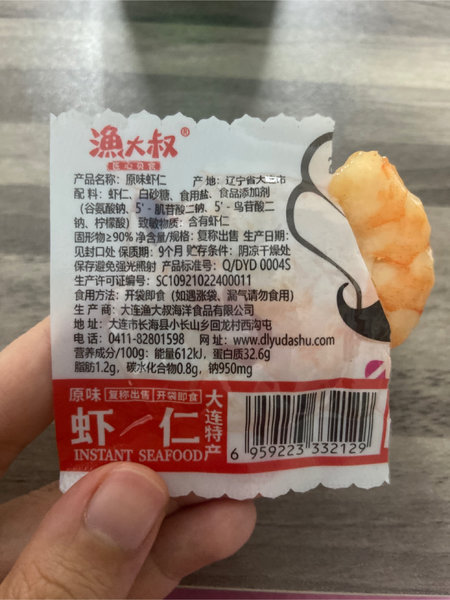 漁大叔®
匠心负责
产品名称：原味虾仁 产 地：辽宁省大连市
配 料：虾仁、白砂糖、食用盐、食品添加剂
（谷氨酸钠、5'-肌苷酸二钠、5'-鸟苷酸二
钠、柠檬酸） 致敏物质：含有虾仁
固形物≥90% 净含量/规格：复称出售 生产日期：
见封口处 保质期：9个月 贮存条件：阴凉干燥处
保存避免强光照射 产品标准号：Q/DYD 0004S
生产许可证编号：SC10921022400011
食用方法：开袋即食（如遇涨袋、漏气请勿食用）
生 产 商：大连渔大叔海洋食品有限公司
地 址：大连市长海县小长山乡回龙村西沟屯
电 话：0411-82801598 网 址：www.dlyudashu.com
营养成分/100g：能量612kJ，蛋白质32.6g
脂肪1.2g，碳水化合物0.8g，钠950mg
原味 复称出售 开袋即食
虾仁
INSTANT SEAFOOD
大连特产
6 959223 332129